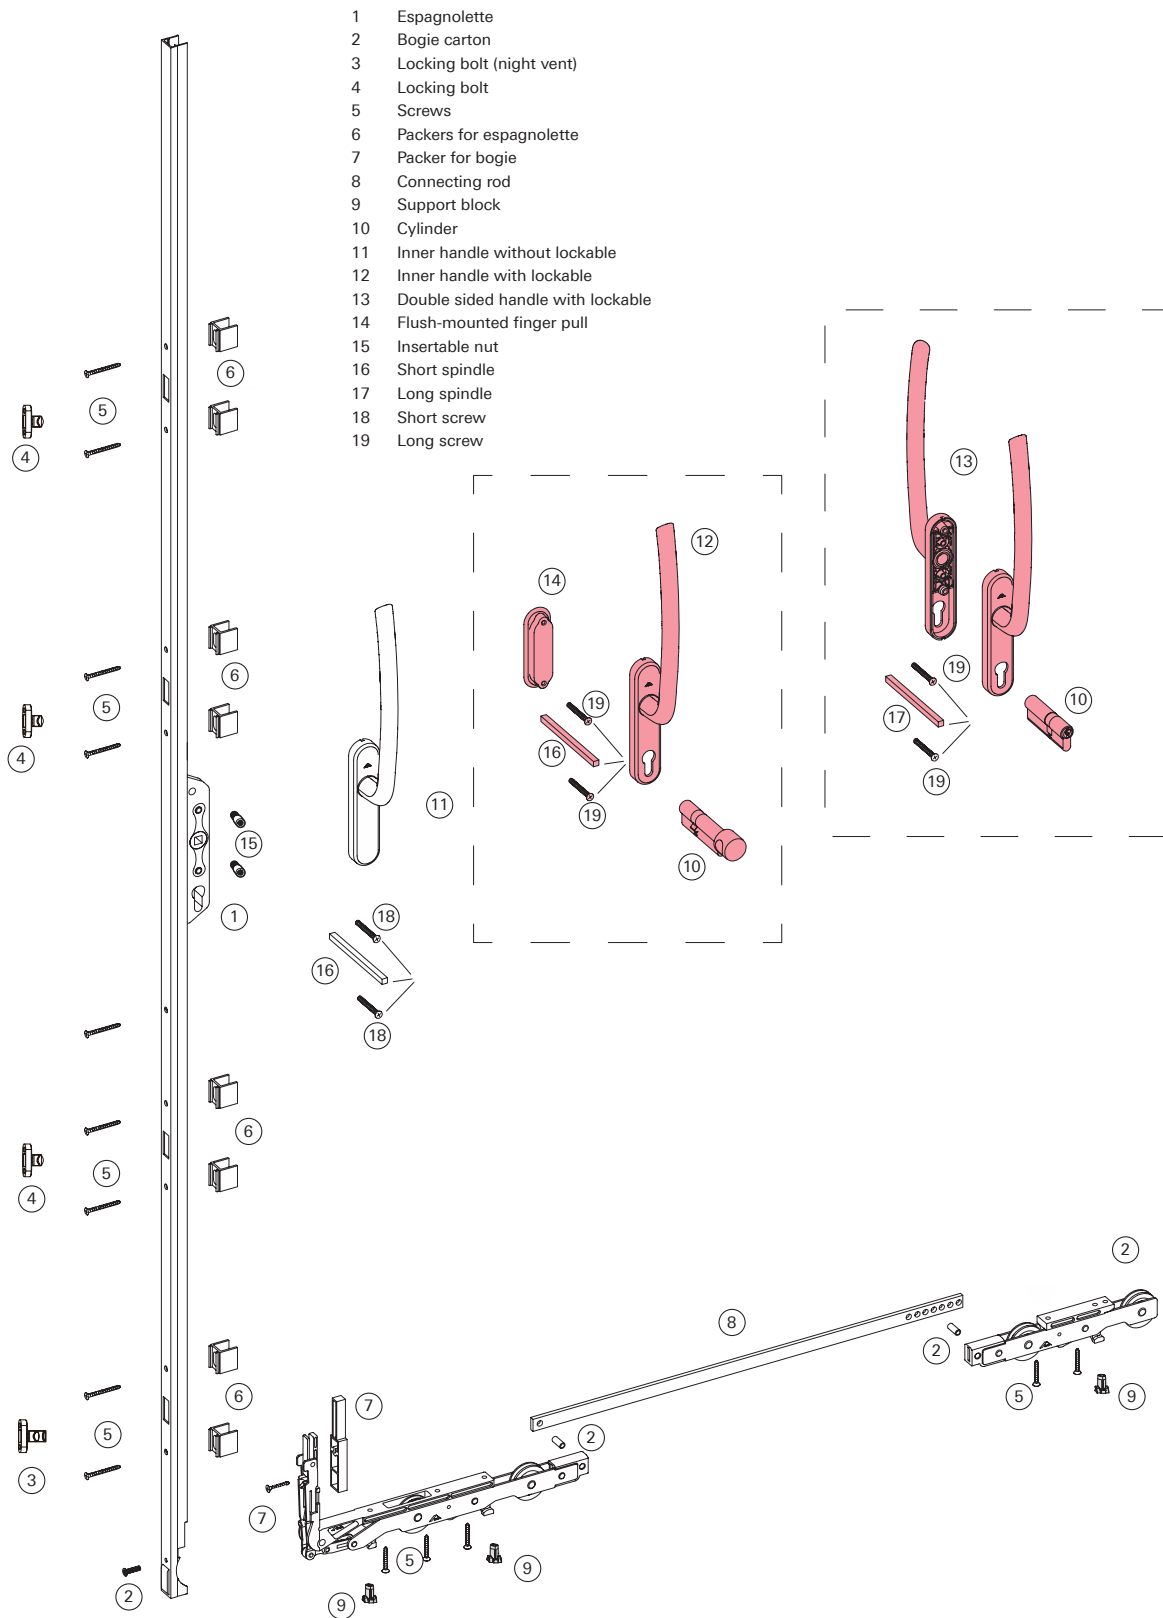 1 Espagnolette
2 Bogie carton
3 Locking bolt (night vent)
4 Locking bolt
5 Screws
6 Packers for espagnolette
7 Packer for bogie
8 Connecting rod
9 Support block
10 Cylinder
11 Inner handle without lockable
12 Inner handle with lockable
13 Double sided handle with lockable
14 Flush-mounted finger pull
15 Insertable nut
16 Short spindle
17 Long spindle
18 Short screw
19 Long screw
6
5
4
13
12
14
6
5
4
19
19
17
10
16
19
19
11
15
10
1
18
16
18
6
5
4
2
8
2
5
9
6
7
5
2
3
7
5
9
2
9